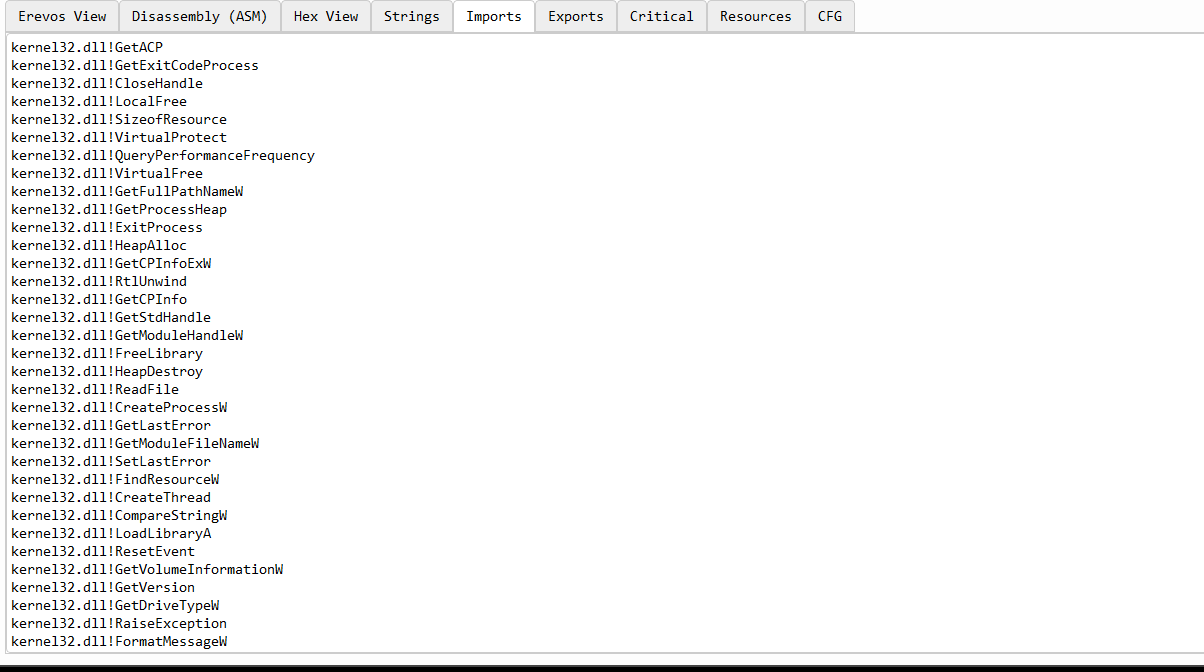 Erevos View Disassembly (ASM) Hex View Strings Imports Exports Critical Resources CFG
kernel32.dll!GetACP
kernel32.dll!GetExitCodeProcess
kernel32.dll!CloseHandle
kernel32.dll!LocalFree
kernel32.dll!SizeofResource
kernel32.dll!VirtualProtect
kernel32.dll!QueryPerformanceFrequency
kernel32.dll!VirtualFree
kernel32.dll!GetFullPathNameW
kernel32.dll!GetProcessHeap
kernel32.dll!ExitProcess
kernel32.dll!HeapAlloc
kernel32.dll!GetCPInfoExW
kernel32.dll!RtlUnwind
kernel32.dll!GetCPInfo
kernel32.dll!GetStdHandle
kernel32.dll!GetModuleHandleW
kernel32.dll!FreeLibrary
kernel32.dll!HeapDestroy
kernel32.dll!ReadFile
kernel32.dll!CreateProcessW
kernel32.dll!GetLastError
kernel32.dll!GetModuleFileNameW
kernel32.dll!SetLastError
kernel32.dll!FindResourceW
kernel32.dll!CreateThread
kernel32.dll!CompareStringW
kernel32.dll!LoadLibraryA
kernel32.dll!ResetEvent
kernel32.dll!GetVolumeInformationW
kernel32.dll!GetVersion
kernel32.dll!GetDriveTypeW
kernel32.dll!RaiseException
kernel32.dll!FormatMessageW